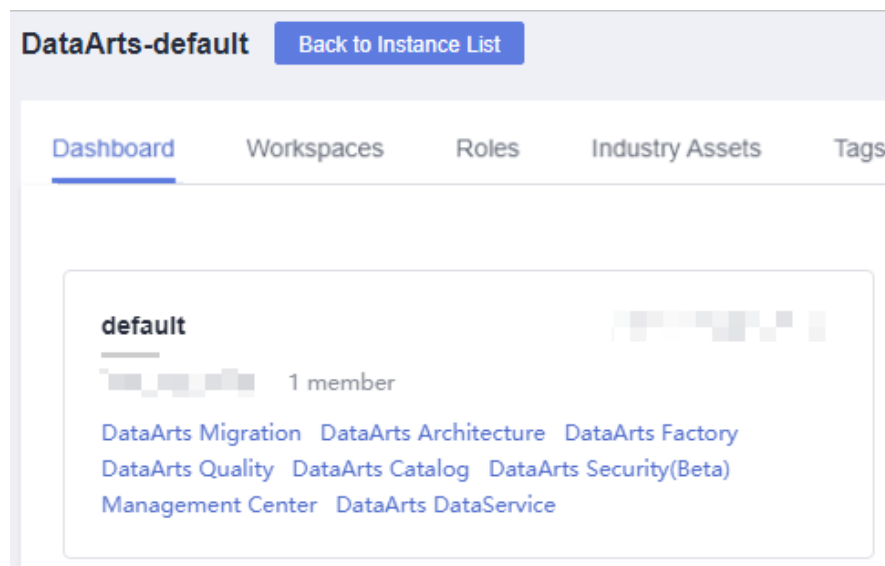 DataArts-default Back to Instance List
Dashboard Workspaces Roles Industry Assets Tags
default
1 member
DataArts Migration DataArts Architecture DataArts Factory
DataArts Quality DataArts Catalog DataArts Security(Beta)
Management Center DataArts DataService